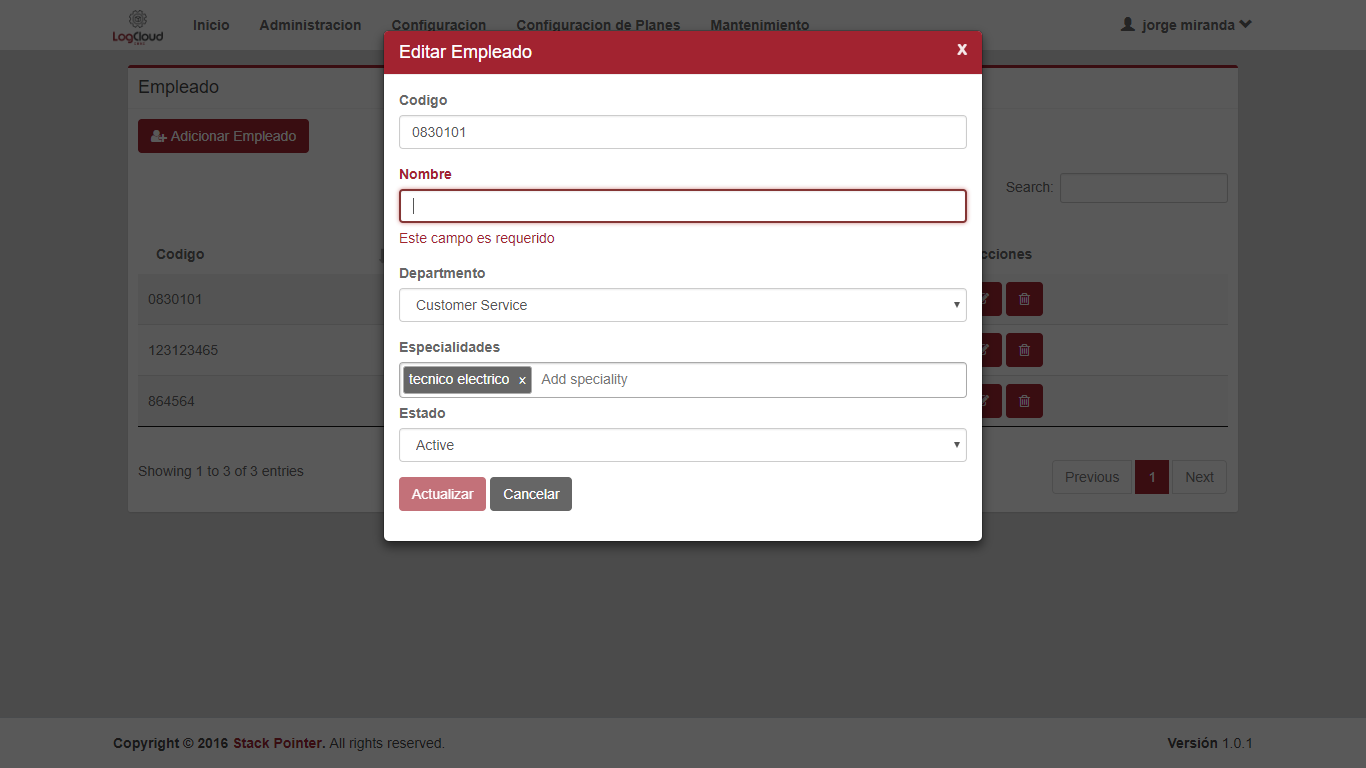 LogCloud
Inicio Administracion Configuracion Configuracion de Planes Mantenimiento jorge miranda
Editar Empleado x
Empleado
Adicionar Empleado
Codigo
0830101
Nombre
Search:
Este campo es requerido
Codigo
cciones
Departmento
Customer Service
0830101
Especialidades
123123465
tecnico electrico x Add speciality
864564
Estado
Active
Showing 1 to 3 of 3 entries
Previous 1 Next
Actualizar Cancelar
Copyright © 2016 Stack Pointer. All rights reserved. Versión 1.0.1